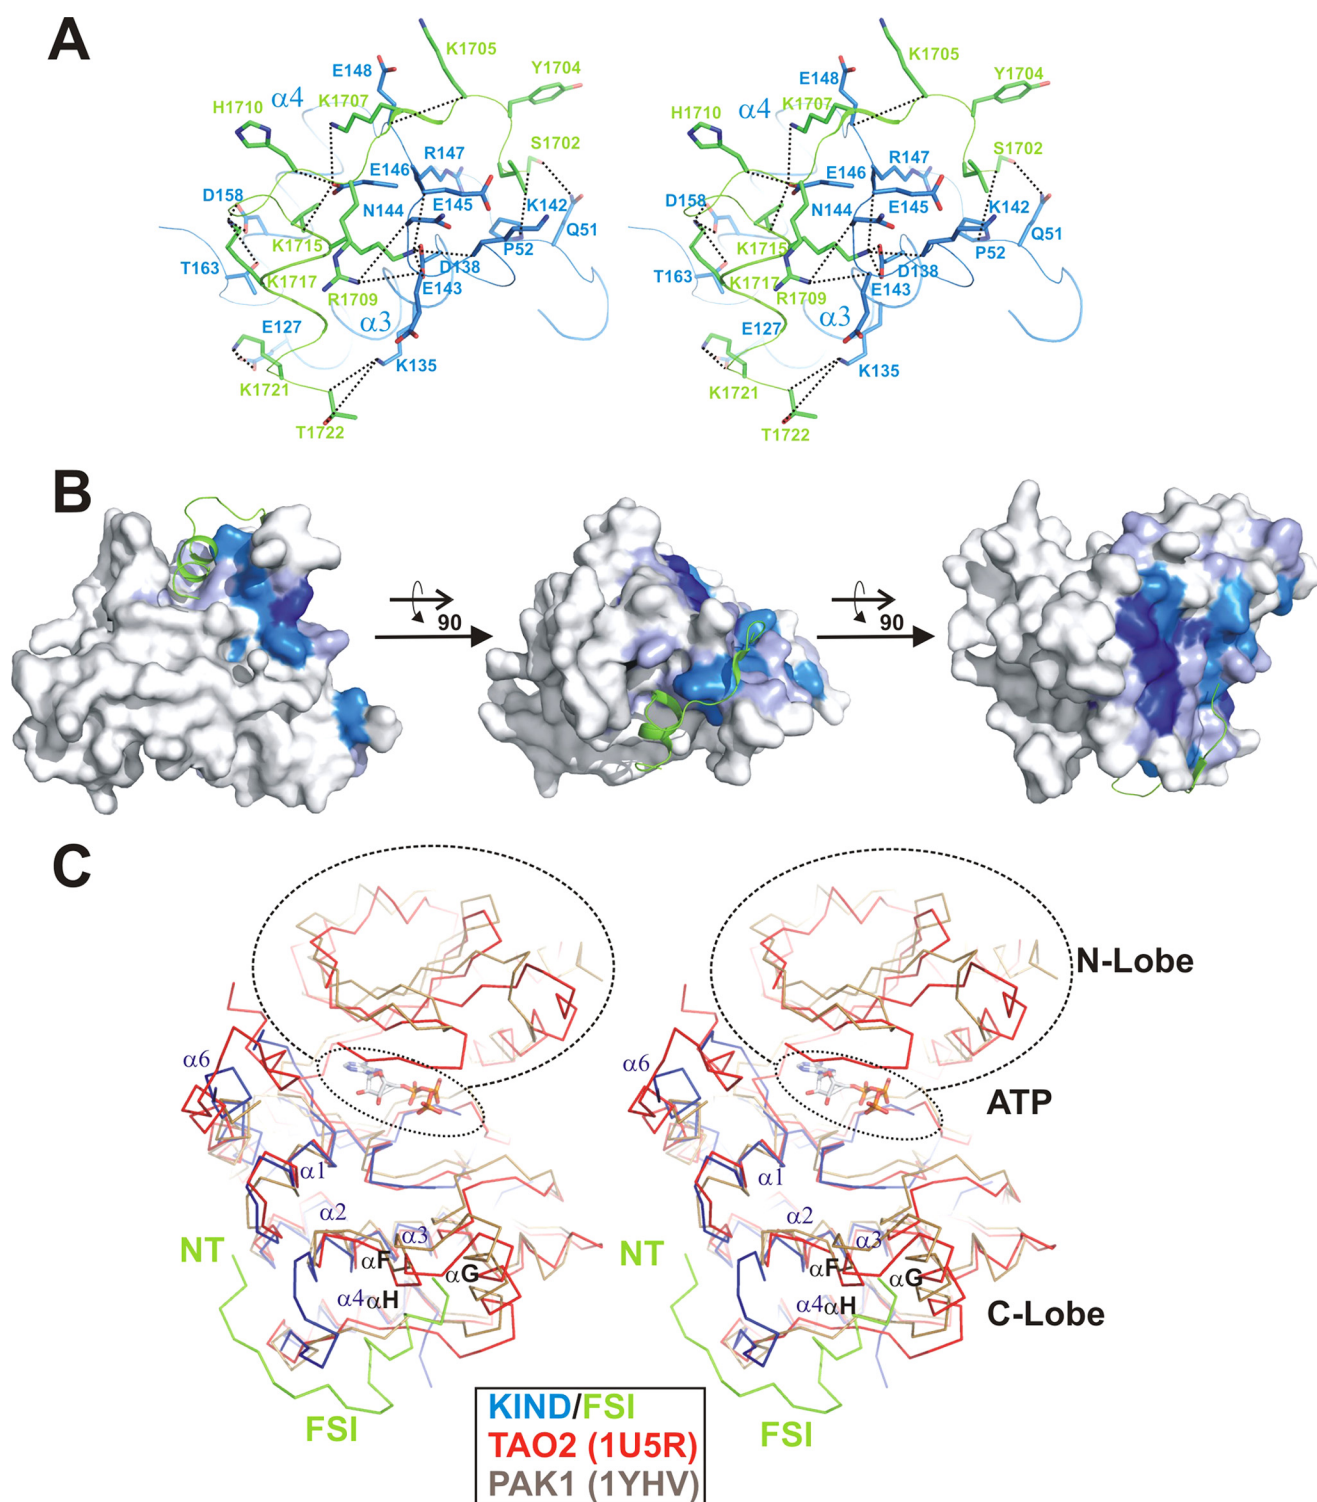 A
K1705
E148
Y1704
α4
K1707
H1710
S1702
R147
E146
D158
N144
E145
K142
Q51
K1715
P52
T163
K1717
D138
R1709
E143
α3
E127
K135
K1721
T1722
K1705
E148
Y1704
α4
K1707
H1710
S1702
R147
E146
D158
N144
E145
K142
Q51
K1715
P52
T163
K1717
D138
R1709
E143
α3
E127
K135
K1721
T1722
B
90
90
C
N-Lobe
α6
α6
ATP
α1
α1
α2
α2
α3
α3
NT
NT
αF
αG
αF
αG
α4
αH
α4
αH
C-Lobe
FSI
FSI
KIND/FSI
TAO2 (1U5R)
PAK1 (1YHV)